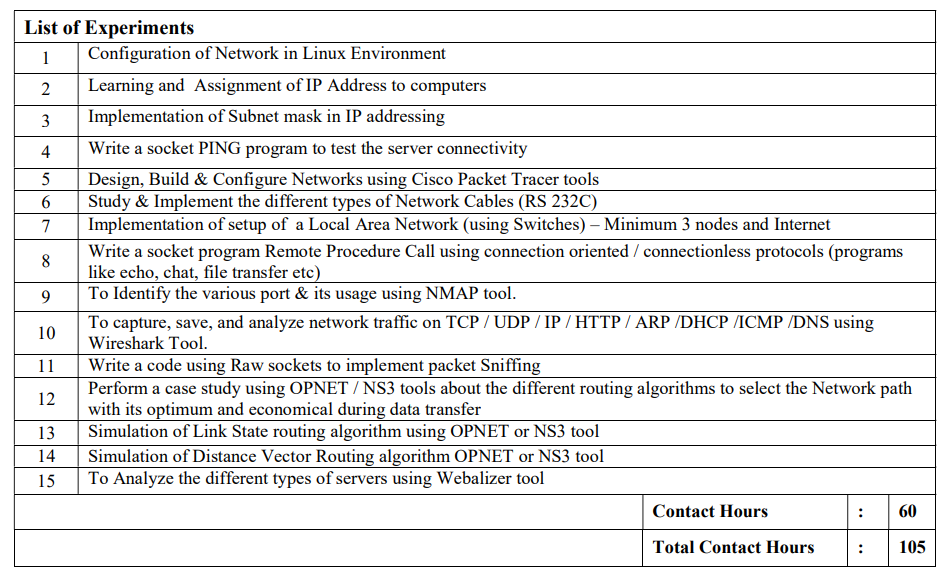 List of Experiments
1 Configuration of Network in Linux Environment
2 Learning and Assignment of IP Address to computers
3 Implementation of Subnet mask in IP addressing
4 Write a socket PING program to test the server connectivity
5 Design, Build & Configure Networks using Cisco Packet Tracer tools
6 Study & Implement the different types of Network Cables (RS 232C)
7 Implementation of setup of a Local Area Network (using Switches) – Minimum 3 nodes and Internet
8 Write a socket program Remote Procedure Call using connection oriented / connectionless protocols (programs
like echo, chat, file transfer etc)
9 To Identify the various port & its usage using NMAP tool.
10 To capture, save, and analyze network traffic on TCP / UDP / IP / HTTP / ARP /DHCP /ICMP /DNS using
Wireshark Tool.
11 Write a code using Raw sockets to implement packet Sniffing
12 Perform a case study using OPNET / NS3 tools about the different routing algorithms to select the Network path
with its optimum and economical during data transfer
13 Simulation of Link State routing algorithm using OPNET or NS3 tool
14 Simulation of Distance Vector Routing algorithm OPNET or NS3 tool
15 To Analyze the different types of servers using Webalizer tool
Contact Hours : 60
Total Contact Hours : 105